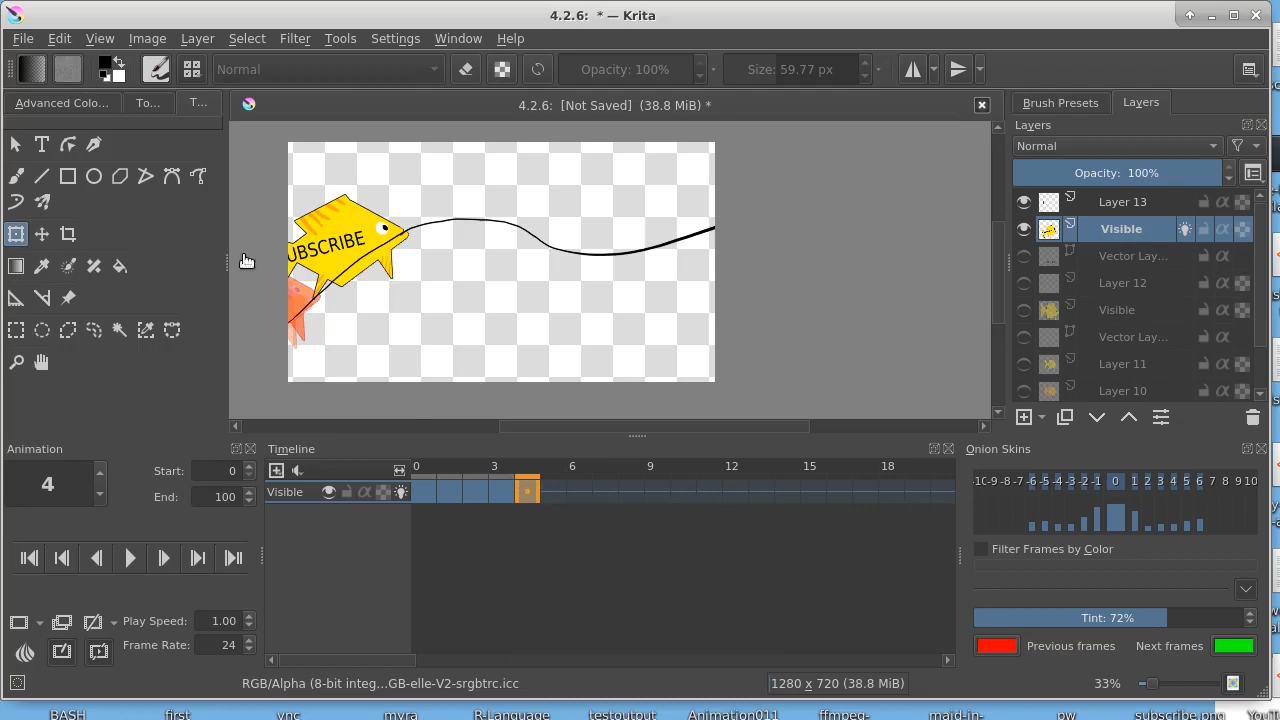 4.2.6:  * — Krita
File Edit View Image Layer Select Filter Tools Settings Window Help
Normal Opacity: 100% Size: 59.77 px
Advanced Colo... To... T...
4.2.6:  [Not Saved]  (38.8 MiB) *
Brush Presets Layers
Layers
Normal
Opacity:  100%
Layer 13
Visible
Vector Lay...
Layer 12
Visible
Vector Lay...
Layer 11
Layer 10
UBSCRIBE
Animation
4
Start: 0
End: 100
Play Speed: 1.00
Frame Rate: 24
Timeline
0 3 6 9 12 15 18
Visible
Onion Skins
-10-9-8-7-6-5-4-3-2-1 0 1 2 3 4 5 6 7 8 9 10
Filter Frames by Color
Tint: 72%
Previous frames Next frames
RGB/Alpha (8-bit integ...GB-elle-V2-srgbtrc.icc
1280 x 720 (38.8 MiB)
33%
BASH first vnc myra R-Language testoutput Animation011 ffmpeg- maid-in- pw subscribe.png